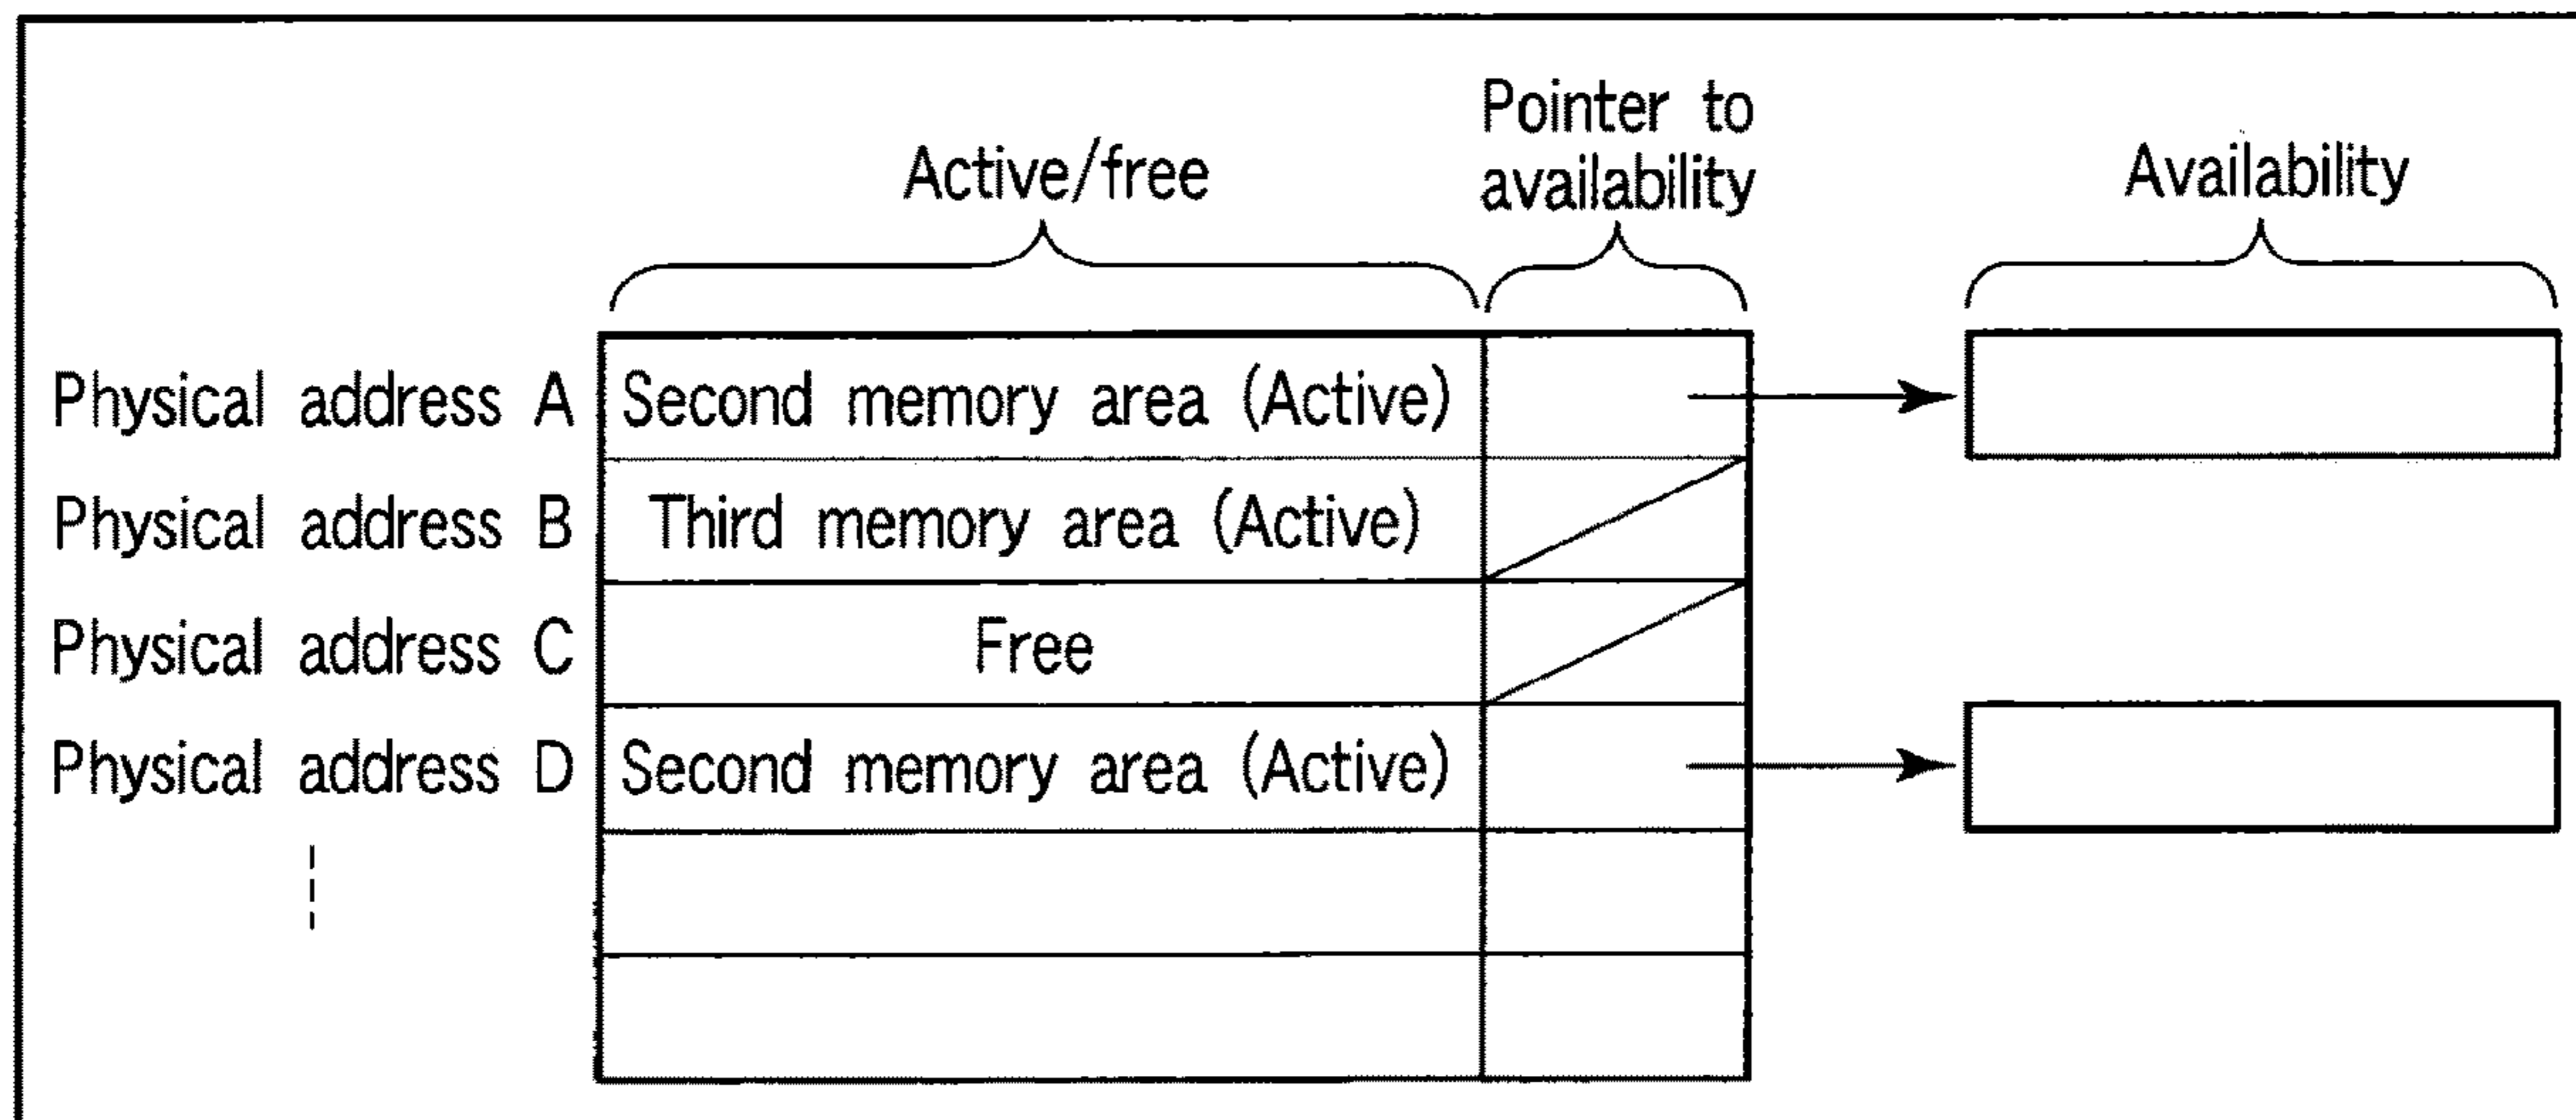 Active/free
Pointer to
availability
Availability
Physical address A
Second memory area (Active)
Physical address B
Third memory area (Active)
Physical address C
Free
Physical address D
Second memory area (Active)